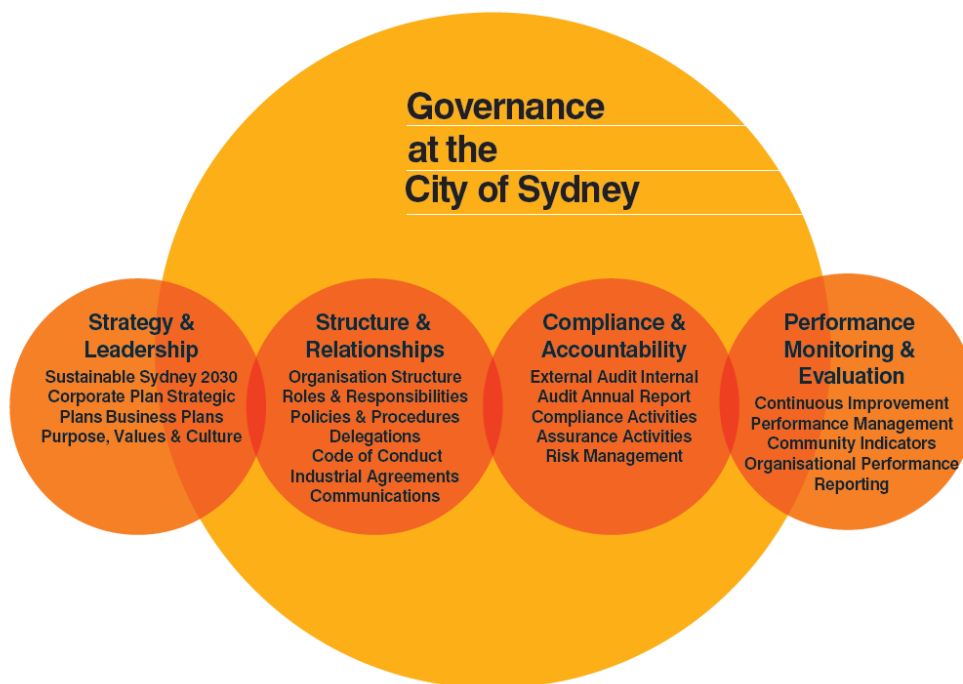 Governance
at the
City of Sydney
Strategy &
Leadership
Sustainable Sydney 2030
Corporate Plan Strategic
Plans Business Plans
Purpose, Values & Culture
Structure &
Relationships
Organisation Structure
Roles & Responsibilities
Policies & Procedures
Delegations
Code of Conduct
Industrial Agreements
Communications
Compliance &
Accountability
External Audit Internal
Audit Annual Report
Compliance Activities
Assurance Activities
Risk Management
Performance
Monitoring &
Evaluation
Continuous Improvement
Performance Management
Community Indicators
Organisational Performance
Reporting